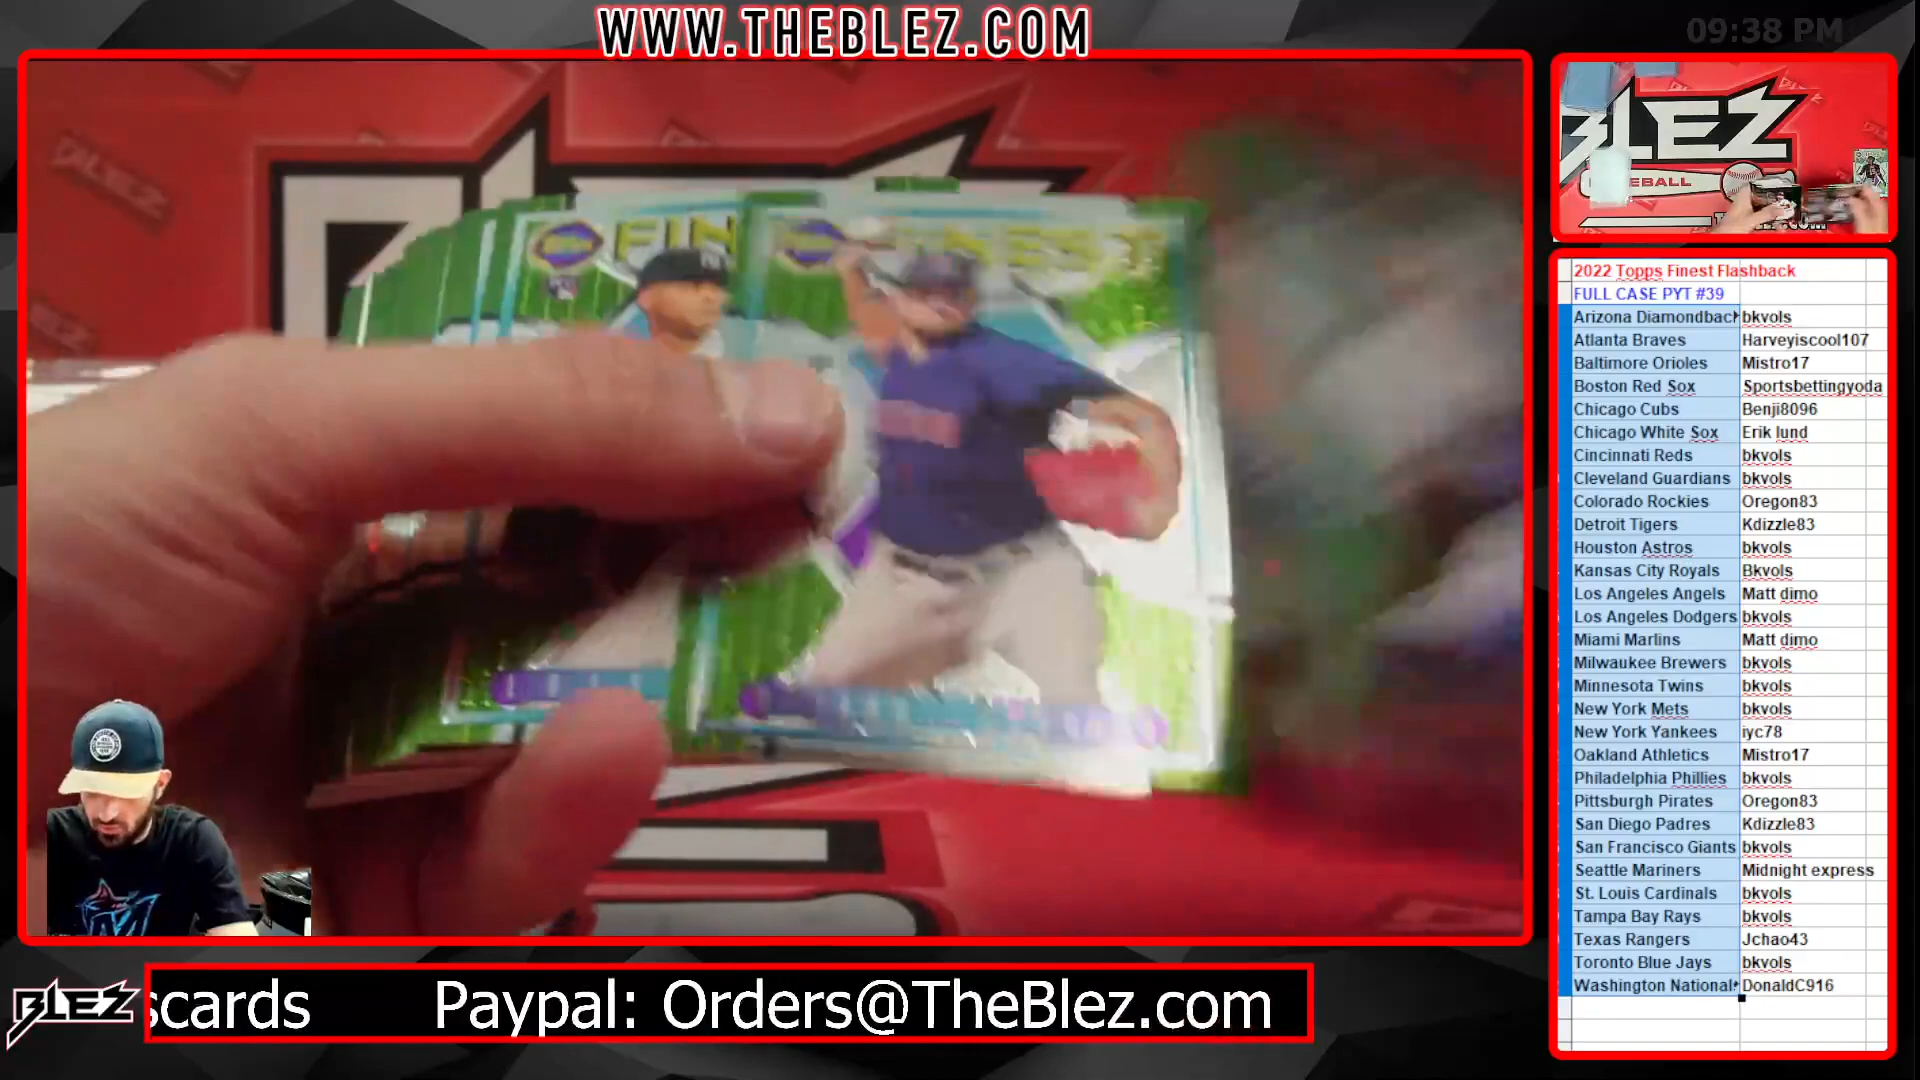 WWW.THEBLEZ.COM
09:38 PM
BLEZ
FINEST
BLEZ
BASEBALL
2022 Topps Finest Flashback
FULL CASE PYT #39
Arizona Diamondbac bkvols
Atlanta Braves Harveyiscool107
Baltimore Orioles Mistro17
Boston Red Sox Sportsbettingyoda
Chicago Cubs Benji8096
Chicago White Sox Erik lund
Cincinnati Reds bkvols
Cleveland Guardians bkvols
Colorado Rockies Oregon83
Detroit Tigers Kdizzle83
Houston Astros bkvols
Kansas City Royals Bkvols
Los Angeles Angels Matt dimo
Los Angeles Dodgers bkvols
Miami Marlins Matt dimo
Milwaukee Brewers bkvols
Minnesota Twins bkvols
New York Mets bkvols
New York Yankees iyc78
Oakland Athletics Mistro17
Philadelphia Phillies bkvols
Pittsburgh Pirates Oregon83
San Diego Padres Kdizzle83
San Francisco Giants bkvols
Seattle Mariners Midnight express
St. Louis Cardinals bkvols
Tampa Bay Rays bkvols
Texas Rangers Jchao43
Toronto Blue Jays bkvols
Washington National DonaldC916
BLEZ
scards Paypal: Orders@TheBlez.com